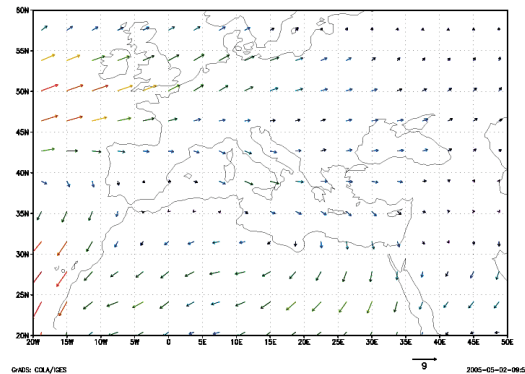 60N
55N
50N
45N
40N
35N
30N
25N
20N
20W 15W 10W 5W 0 5E 10E 15E 20E 25E 30E 35E 40E 45E 50E
9
GrADS: COLA/IGES 2005-05-02-09:5